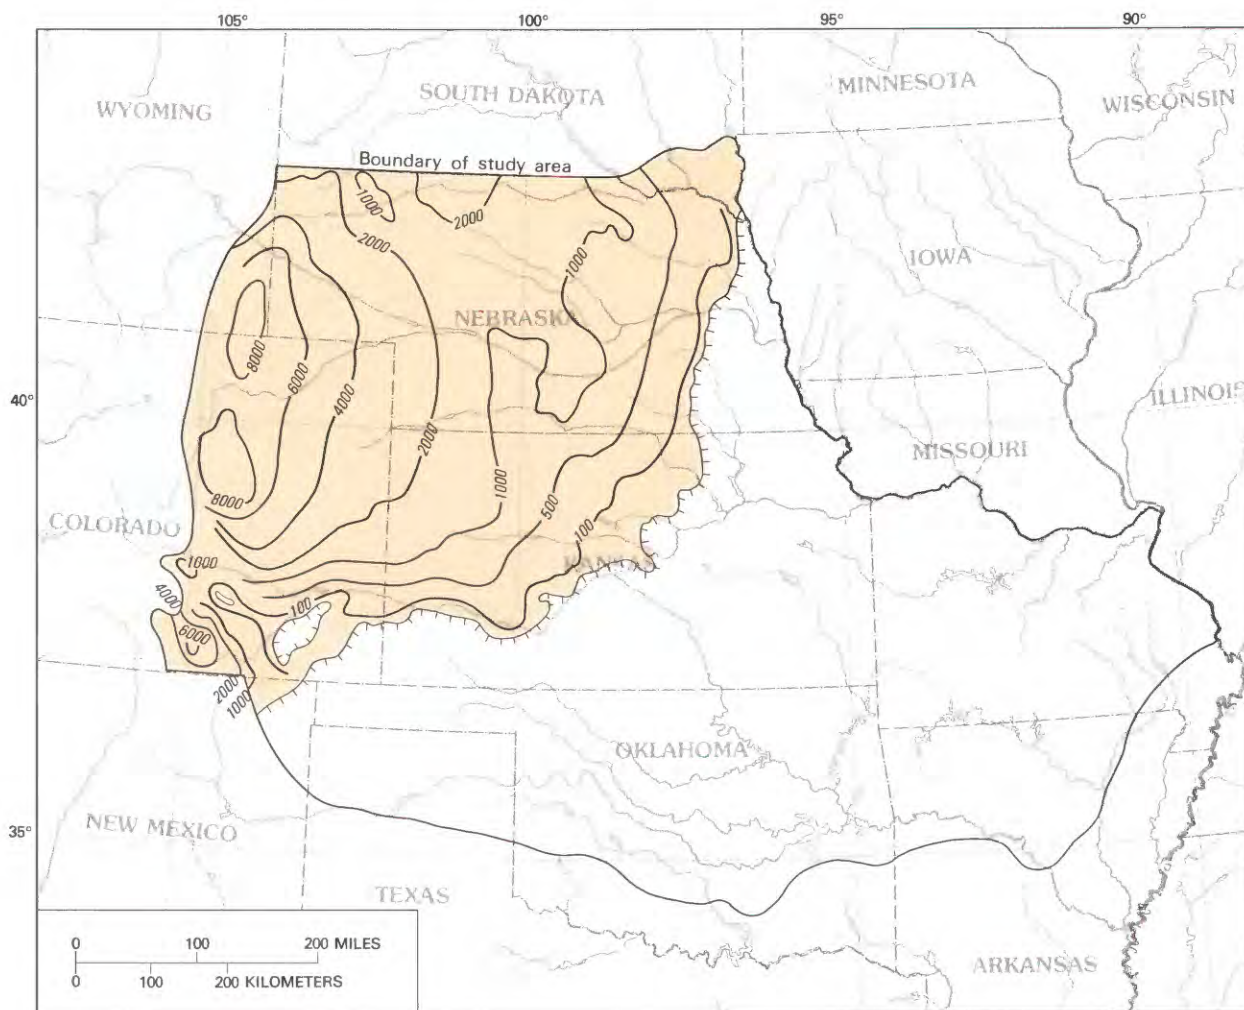 105° 100° 95° 90°
WYOMING
SOUTH DAKOTA
MINNESOTA
WISCONSIN
Boundary of study area
1000
2000
2000
1000
IOWA
NEBRASKA
8000
6000
4000
2000
40°
ILLINOIS
MISSOURI
8000
1000
500
100
COLORADO
KANSAS
1000
4000
100
6000
2000
1000
OKLAHOMA
35°
NEW MEXICO
TEXAS
0 100 200 MILES
0 100 200 KILOMETERS
ARKANSAS